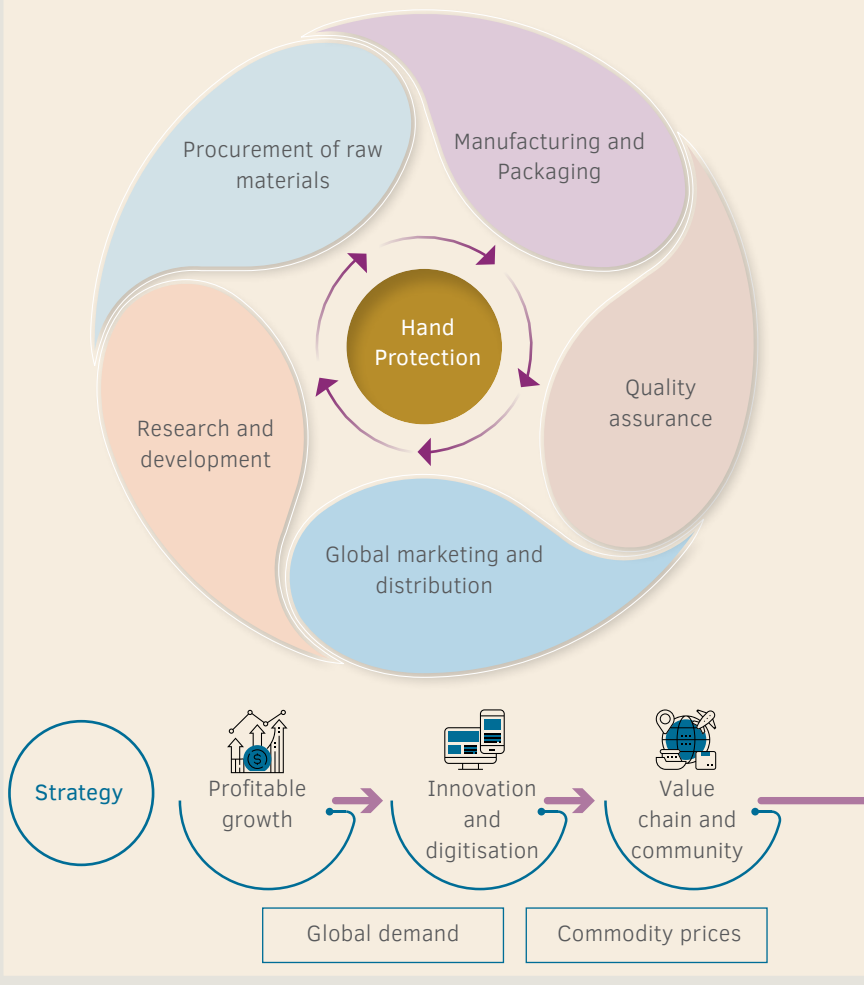 Procurement of raw
materials
Manufacturing and
Packaging
Hand
Protection
Quality
assurance
Research and
development
Global marketing and
distribution
Strategy
Profitable
growth
Innovation
and
digitisation
Value
chain and
community
Global demand
Commodity prices